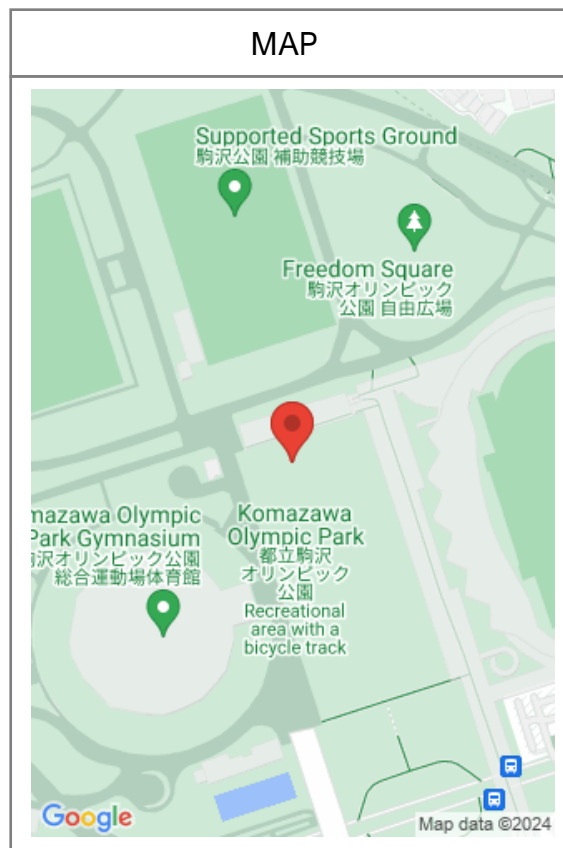 MAP
Supported Sports Ground
駒沢公園 補助競技場
Freedom Square
駒沢オリンピック
公園 自由広場
mazawa Olympic
Park Gymnasium
駒沢オリンピック公園
総合運動場体育館
Komazawa
Olympic Park
都立駒沢
オリンピック
公園
Recreational
area with a
bicycle track
Google
Map data ©2024